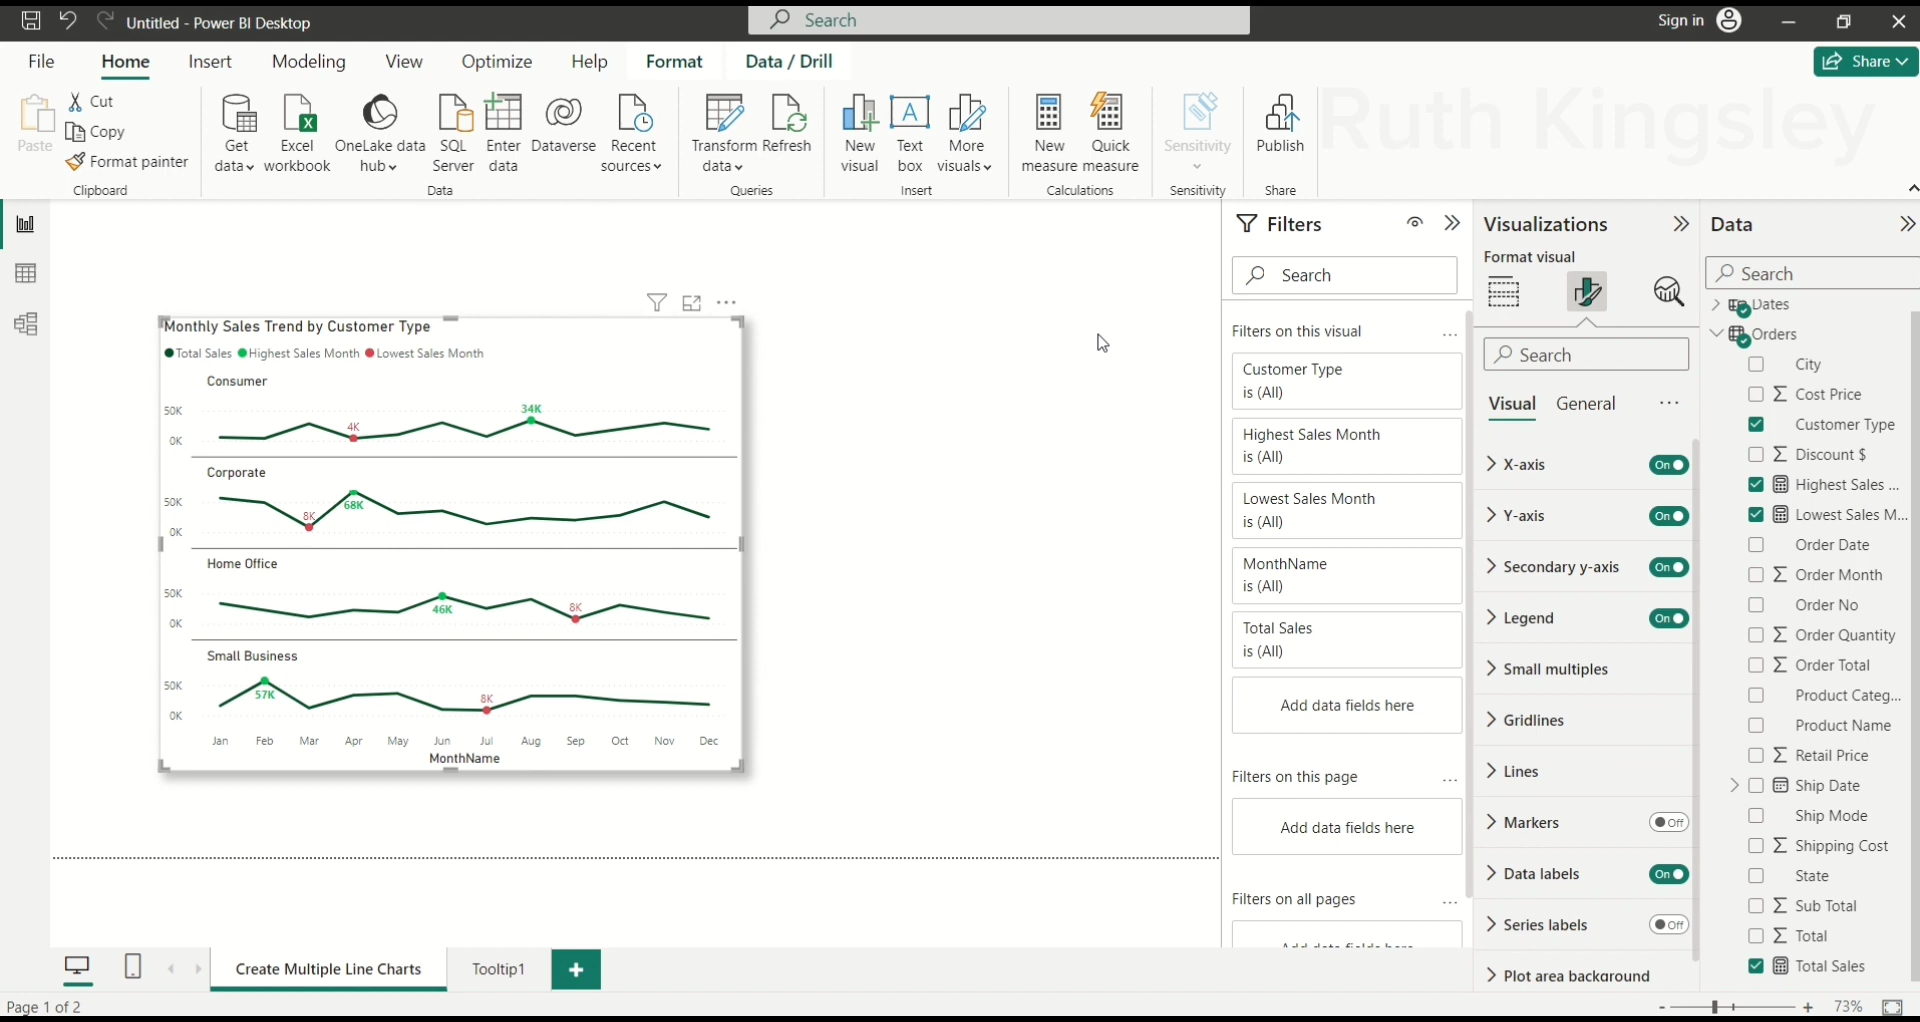 Untitled - Power BI Desktop
Search
Sign in
File Home Insert Modeling View Optimize Help Format Data / Drill
Share
Paste
Cut
Copy
Format painter
Clipboard
Get data
Excel workbook
OneLake data hub
SQL Server
Enter data
Dataverse
Recent sources
Data
Transform data
Refresh
Queries
New visual
Text box
More visuals
Insert
New measure
Quick measure
Calculations
Sensitivity
Sensitivity
Publish
Share
Ruth Kingsley
Monthly Sales Trend by Customer Type
Total Sales Highest Sales Month Lowest Sales Month
Consumer
50K
0K
4K
34K
Corporate
50K
0K
8K
68K
Home Office
50K
0K
46K
8K
Small Business
50K
0K
57K
8K
Jan Feb Mar Apr May Jun Jul Aug Sep Oct Nov Dec
MonthName
Filters
Search
Filters on this visual
Customer Type
is (All)
Highest Sales Month
is (All)
Lowest Sales Month
is (All)
MonthName
is (All)
Total Sales
is (All)
Add data fields here
Filters on this page
Add data fields here
Filters on all pages
Add data fields here
Visualizations
Format visual
Search
Visual General
X-axis On
Y-axis On
Secondary y-axis On
Legend On
Small multiples
Gridlines
Lines
Markers Off
Data labels On
Series labels Off
Plot area background
Data
Search
Dates
Orders
City
Cost Price
Customer Type
Discount $
Highest Sales ...
Lowest Sales M...
Order Date
Order Month
Order No
Order Quantity
Order Total
Product Categ...
Product Name
Retail Price
Ship Date
Ship Mode
Shipping Cost
State
Sub Total
Total
Total Sales
Create Multiple Line Charts
Tooltip1
Page 1 of 2
73%